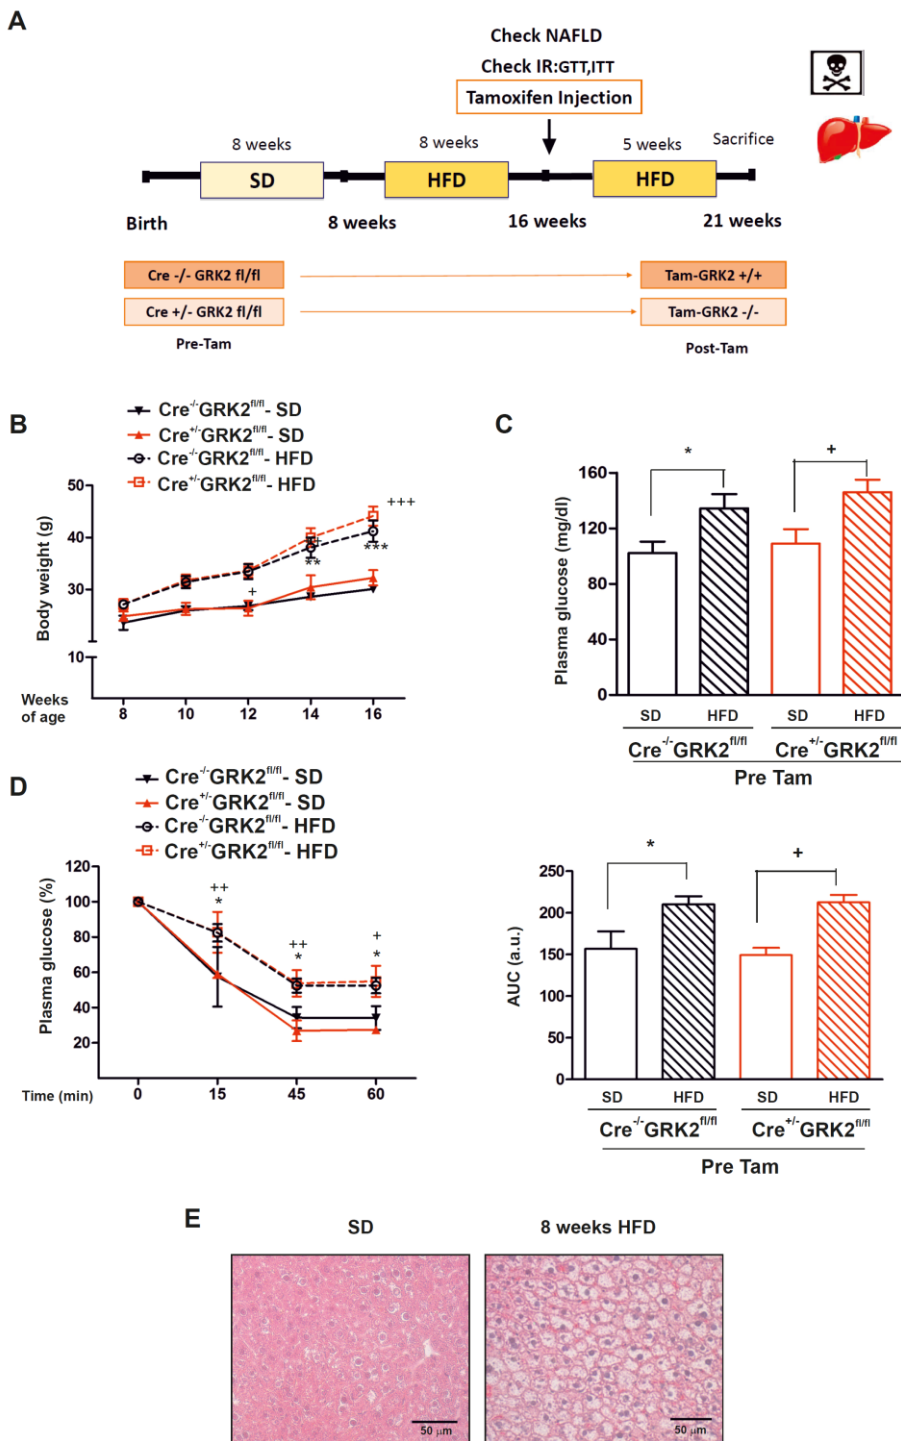 A
Check NAFLD
Check IR:GTT,ITT
Tamoxifen Injection
8 weeks
8 weeks
5 weeks
Sacrifice
SD
HFD
HFD
Birth
8 weeks
16 weeks
21 weeks
Cre -/- GRK2 fl/fl
Tam-GRK2 +/+
Cre +/- GRK2 fl/fl
Tam-GRK2 -/-
Pre-Tam
Post-Tam
B
Cre-/-GRK2fl/fl- SD
Cre+/-GRK2fl/fl- SD
Cre-/-GRK2fl/fl- HFD
Cre+/-GRK2fl/fl- HFD
Body weight (g)
50
40
30
10
+
+
**
+++
***
Weeks
of age
8
10
12
14
16
C
Plasma glucose (mg/dl)
160
120
80
40
0
*
+
SD
HFD
SD
HFD
Cre-/-GRK2fl/fl
Cre+/-GRK2fl/fl
Pre Tam
D
Cre-/-GRK2fl/fl- SD
Cre+/-GRK2fl/fl- SD
Cre-/-GRK2fl/fl- HFD
Cre+/-GRK2fl/fl- HFD
Plasma glucose (%)
120
100
80
60
40
20
++
*
++
*
+
*
Time (min)
0
15
45
60
AUC (a.u.)
250
200
150
100
50
0
*
+
SD
HFD
SD
HFD
Cre-/-GRK2fl/fl
Cre+/-GRK2fl/fl
Pre Tam
E
SD
8 weeks HFD
50 μm
50 μm